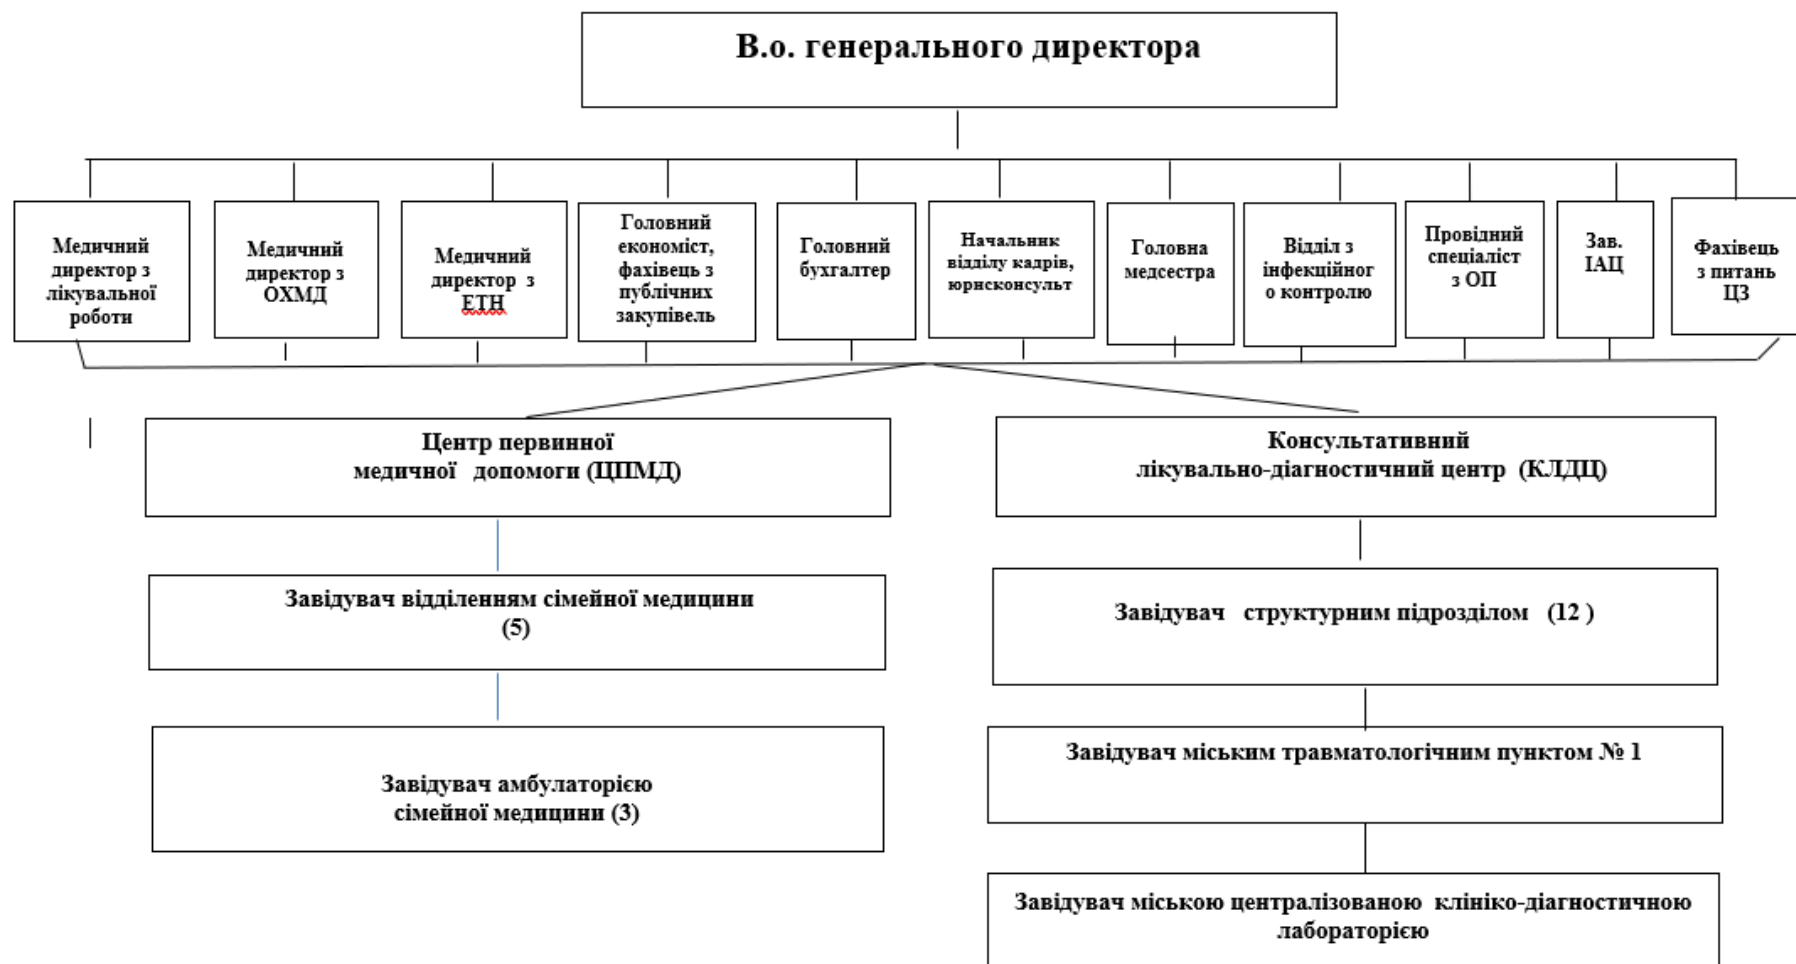 В.о. генерального директора
Медичний
директор з
лікувальної
роботи
Медичний
директор з
ОХМД
Медичний
директор з
ЕТН
Головний
економіст,
фахівець з
публічних
закупівель
Головний
бухгалтер
Начальник
відділу кадрів,
юрисконсульт
Головна
медсестра
Відділ з
інфекційног
о контролю
Провідний
спеціаліст
з ОП
Зав.
ІАЦ
Фахівець
з питань
ЦЗ
Центр первинної
медичної допомоги (ЦПМД)
Консультативний
лікувально-діагностичний центр (КЛДЦ)
Завідувач відділенням сімейної медицини
(5)
Завідувач структурним підрозділом (12 )
Завідувач амбулаторією
сімейної медицини (3)
Завідувач міським травматологічним пунктом № 1
Завідувач міською централізованою клініко-діагностичною
лабораторією